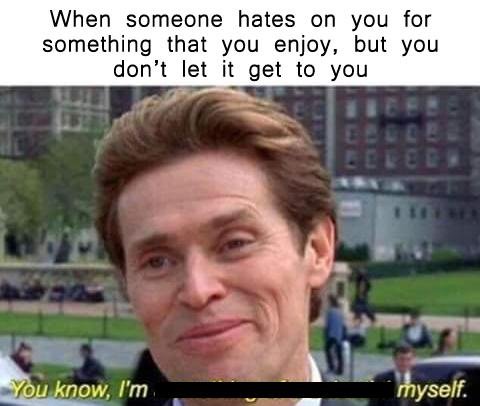 When someone hates on you for
something that you enjoy, but you
don't let it get to you
You know, I'm myself.